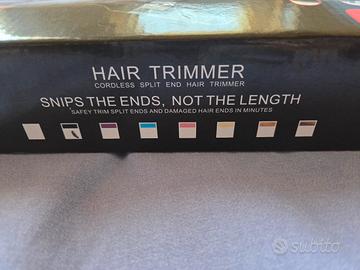 HAIR TRIMMER
CORDLESS SPLIT END HAIR TRIMMER
SNIPS THE ENDS, NOT THE LENGTH
SAFEY TRIM SPLIT ENDS AND DAMAGED HAIR ENDS IN MINUTES
subito